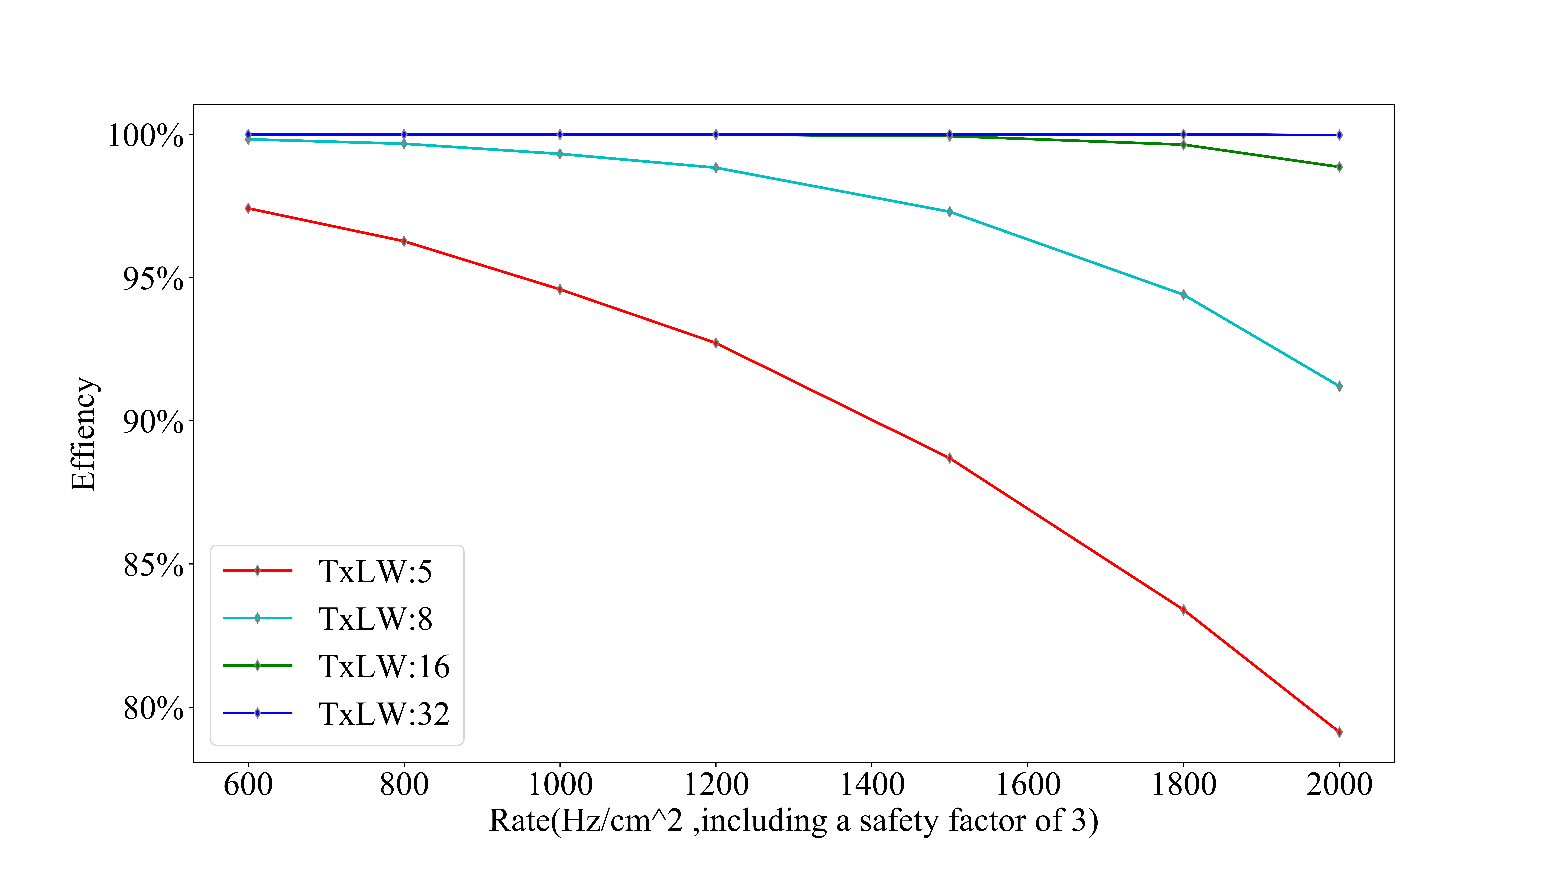 100%
95%
90%
85%
80%
Effiency
TxLW:5
TxLW:8
TxLW:16
TxLW:32
600 800 1000 1200 1400 1600 1800 2000
Rate(Hz/cm^2 ,including a safety factor of 3)